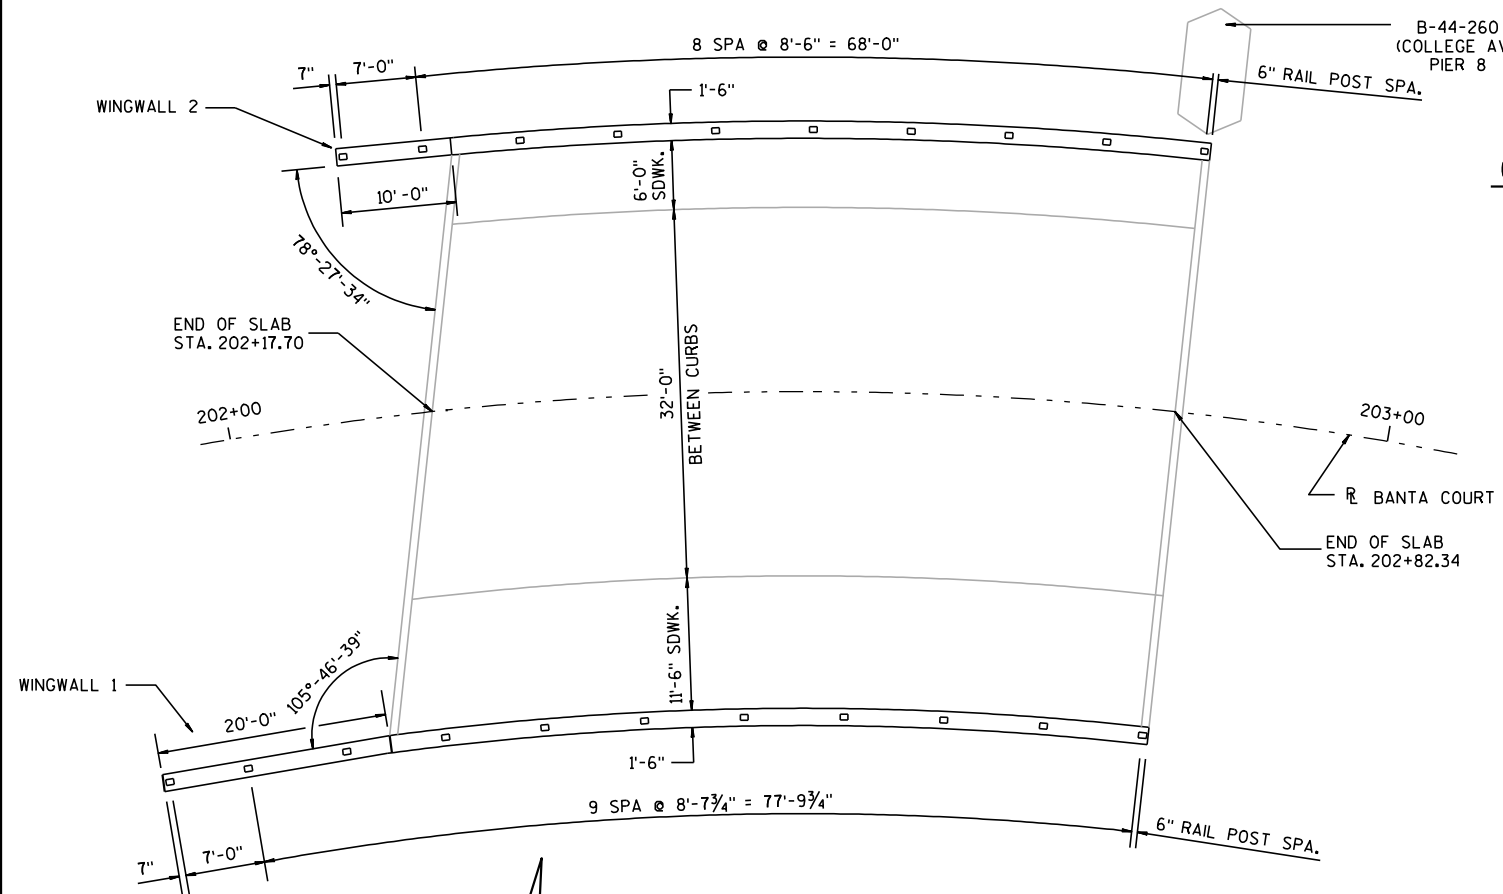 8 SPA @ 8'-6" = 68'-0"
B-44-260
(COLLEGE AV
PIER 8
7"
7'-0"
6" RAIL POST SPA.
1'-6"
WINGWALL 2
6'-0"
SDWK.
10'-0"
78°-27'-34"
END OF SLAB
STA. 202+17.70
32'-0"
BETWEEN CURBS
202+00
203+00
℞ BANTA COURT
END OF SLAB
STA. 202+82.34
11'-6" SDWK.
105°-46'-39"
WINGWALL 1
20'-0"
1'-6"
9 SPA @ 8'-7¾" = 77'-9¾"
6" RAIL POST SPA.
7'-0"
7"